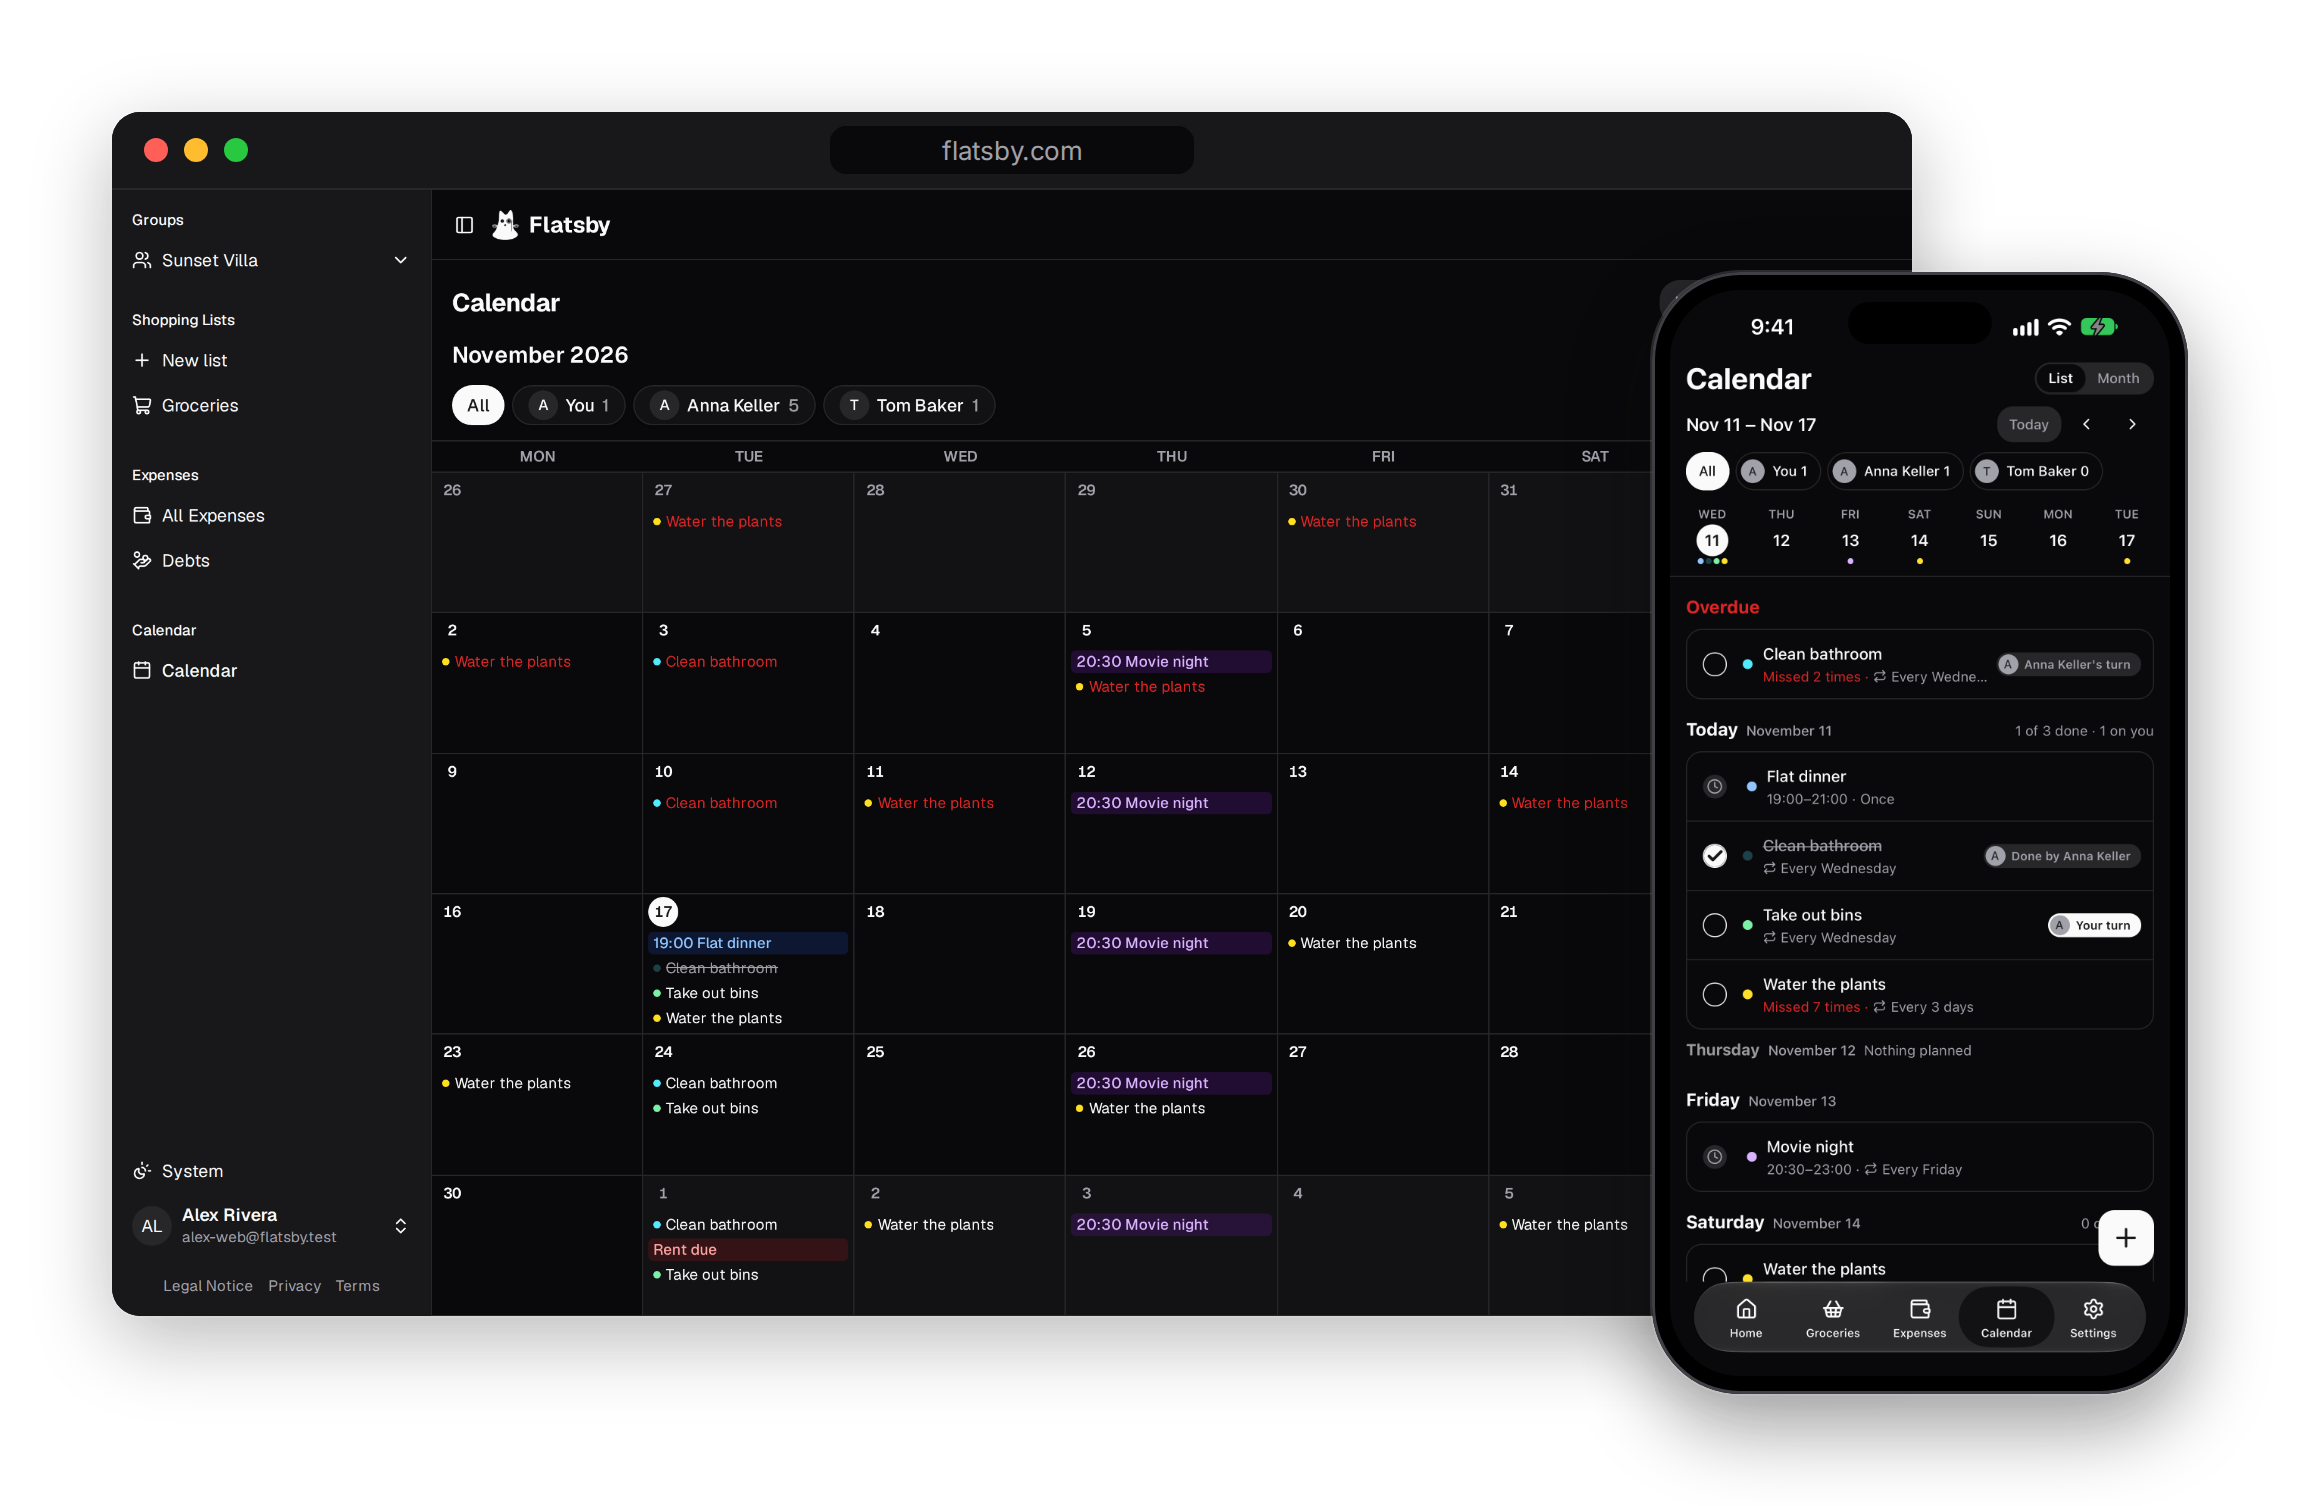 flatsby.com
Groups
Sunset Villa
Shopping Lists
New list
Groceries
Expenses
All Expenses
Debts
Calendar
Calendar
System
AL
Alex Rivera
alex-web@flatsby.test
Legal Notice Privacy Terms
Flatsby
Calendar
November 2026
All A You 1 A Anna Keller 5 T Tom Baker 1
MON TUE WED THU FRI SAT
26 27 28 29 30 31
Water the plants Water the plants
2 3 4 5 6 7
Water the plants Clean bathroom 20:30 Movie night
Water the plants
9 10 11 12 13 14
Clean bathroom Water the plants 20:30 Movie night Water the plants
16 17 18 19 20 21
19:00 Flat dinner 20:30 Movie night Water the plants
Clean bathroom
Take out bins
Water the plants
23 24 25 26 27 28
Water the plants Clean bathroom 20:30 Movie night
Take out bins Water the plants
30 1 2 3 4 5
Clean bathroom Water the plants 20:30 Movie night Water the plants
Rent due
Take out bins
9:41
Calendar List Month
Nov 11 – Nov 17 Today
All A You 1 A Anna Keller 1 T Tom Baker 0
WED THU FRI SAT SUN MON TUE
11 12 13 14 15 16 17
Overdue
Clean bathroom
Missed 2 times · Every Wedne... A Anna Keller's turn
Today November 11 1 of 3 done · 1 on you
Flat dinner
19:00–21:00 · Once
Clean bathroom
Every Wednesday A Done by Anna Keller
Take out bins
Every Wednesday A Your turn
Water the plants
Missed 7 times · Every 3 days
Thursday November 12 Nothing planned
Friday November 13
Movie night
20:30–23:00 · Every Friday
Saturday November 14 0
Water the plants
Home Groceries Expenses Calendar Settings